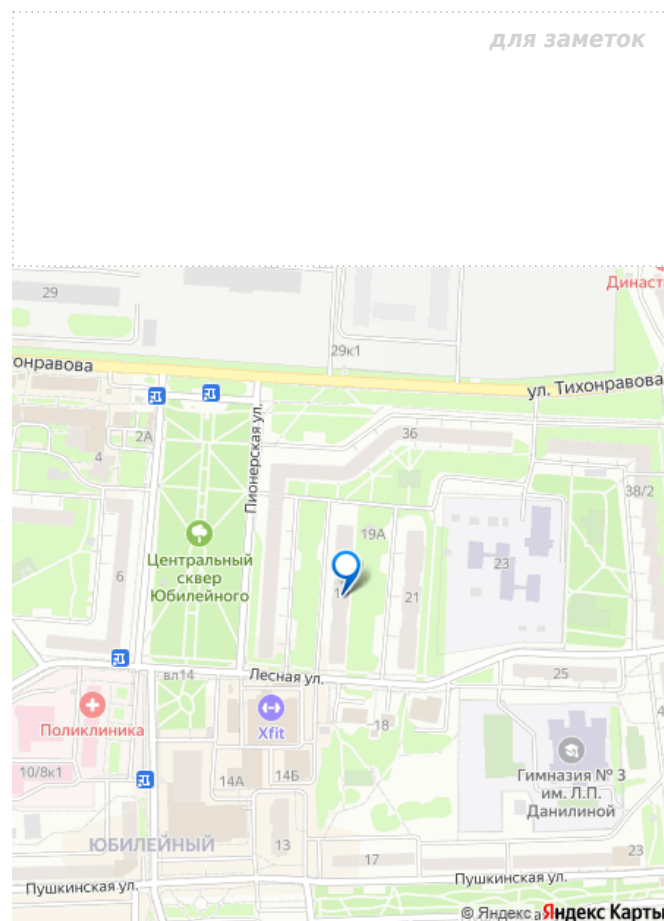 для заметок
29
Династ
29к1
онравова
ул. Тихонравова
Пионерская ул.
2А
4
36
38/2
19А
23
6
21
Центральный
сквер
Юбилейного
вл14
Лесная ул.
25
Поликлиника
Xfit
18
10/8к1
14А
14Б
Гимназия № 3
им. Л.П.
Данилиной
ЮБИЛЕЙНЫЙ
13
17
23
Пушкинская ул.
Пушкинская ул.
© Яндекс Яндекс Карты